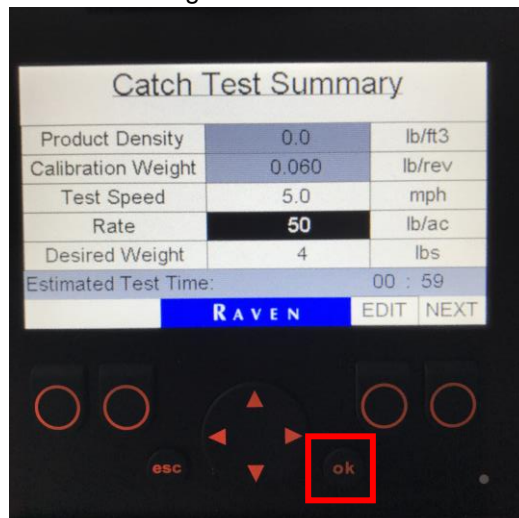 Catch Test Summary
Product Density 0.0 lb/ft3
Calibration Weight 0.060 lb/rev
Test Speed 5.0 mph
Rate 50 lb/ac
Desired Weight 4 lbs
Estimated Test Time: 00 : 59
RAVEN EDIT NEXT
esc ok